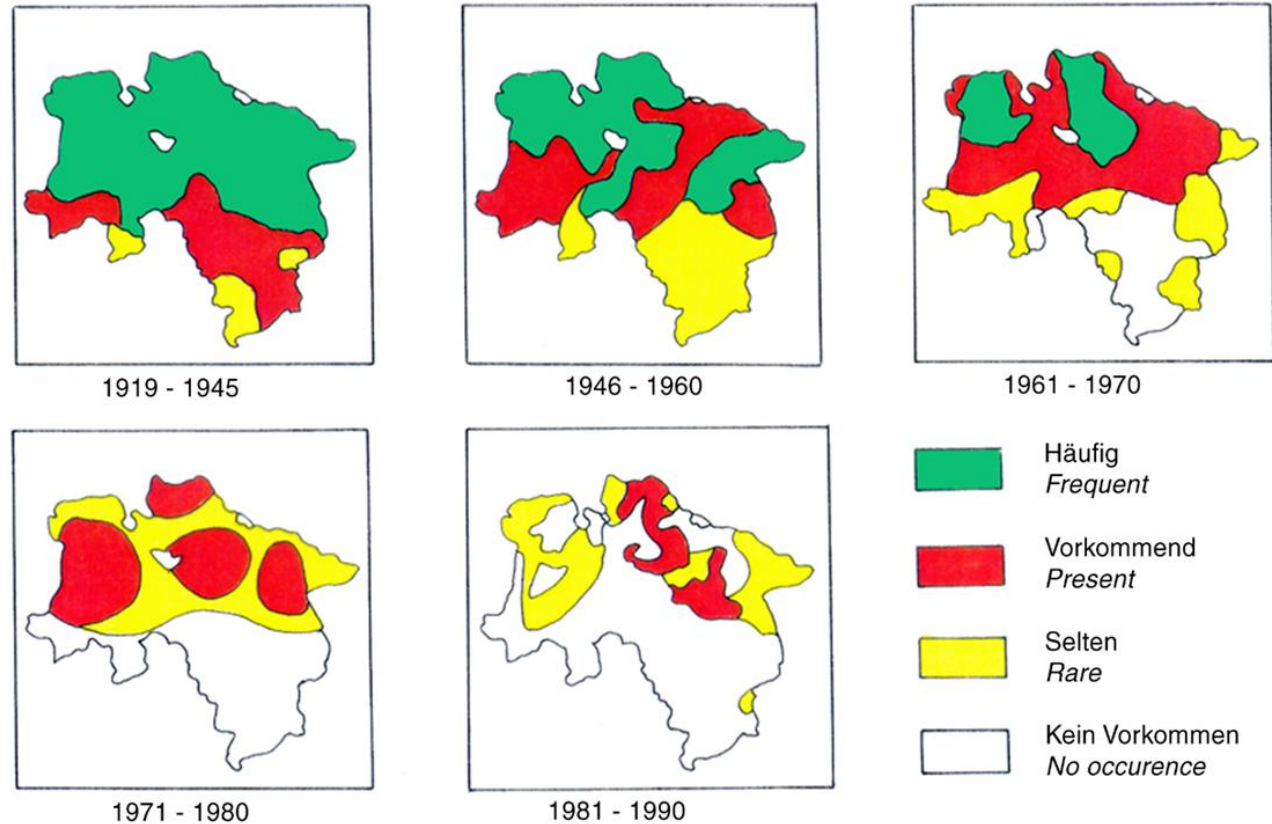 1919 - 1945
1946 - 1960
1961 - 1970
Häufig
Frequent
Vorkommend
Present
Selten
Rare
Kein Vorkommen
No occurence
1971 - 1980
1981 - 1990